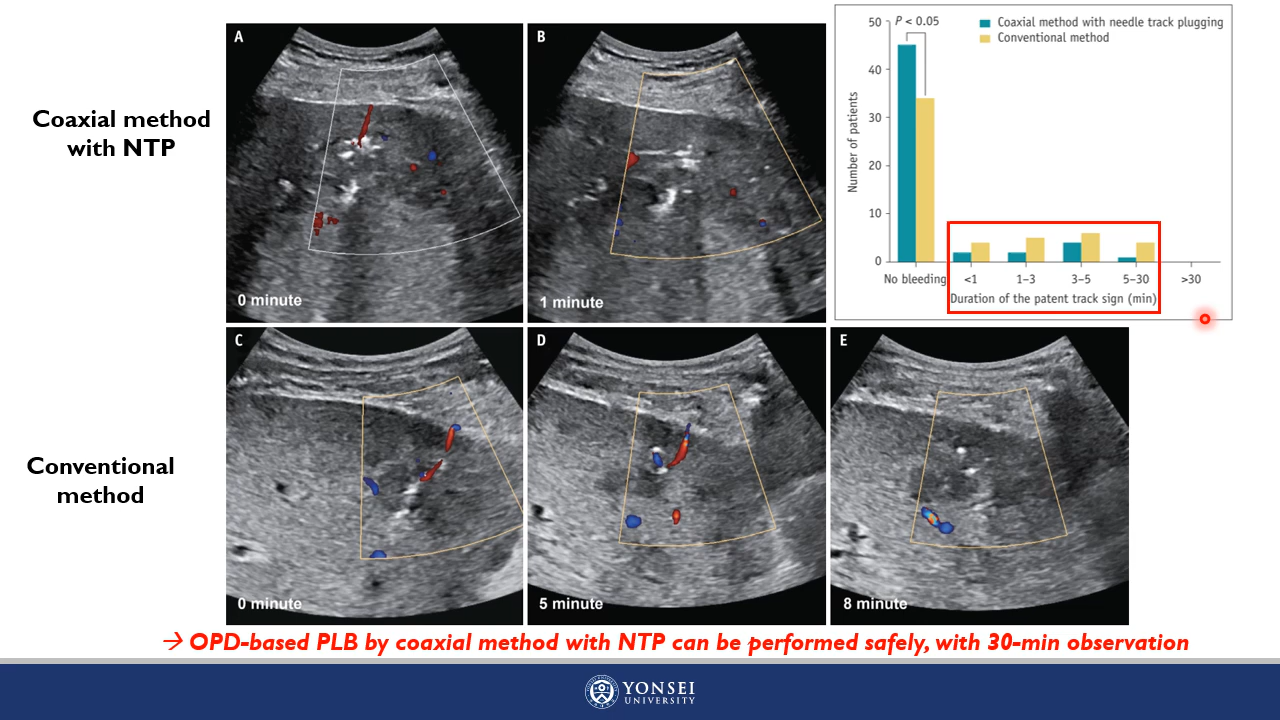 Coaxial method
with NTP
A
0 minute
B
1 minute
50
40
30
20
10
0
Number of patients
P < 0.05
Coaxial method with needle track plugging
Conventional method
No bleeding
<1
1–3
3–5
5–30
>30
Duration of the patent track sign (min)
Conventional
method
C
0 minute
D
5 minute
E
8 minute
→ OPD-based PLB by coaxial method with NTP can be performed safely, with 30-min observation
YONSEI
UNIVERSITY